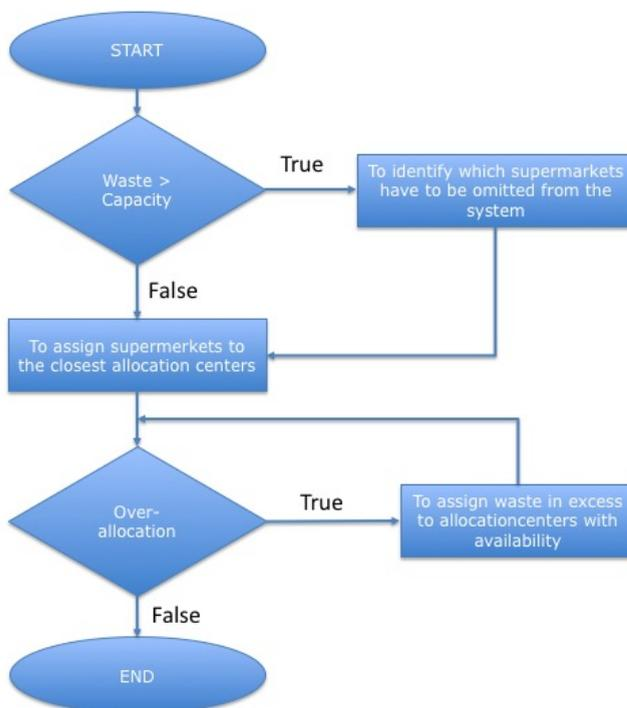 START
Waste >
Capacity
True
To identify which supermarkets
have to be omitted from the
system
False
To assign supermerkets to
the closest allocation centers
Over-
allocation
True
To assign waste in excess
to allocationcenters with
availability
False
END